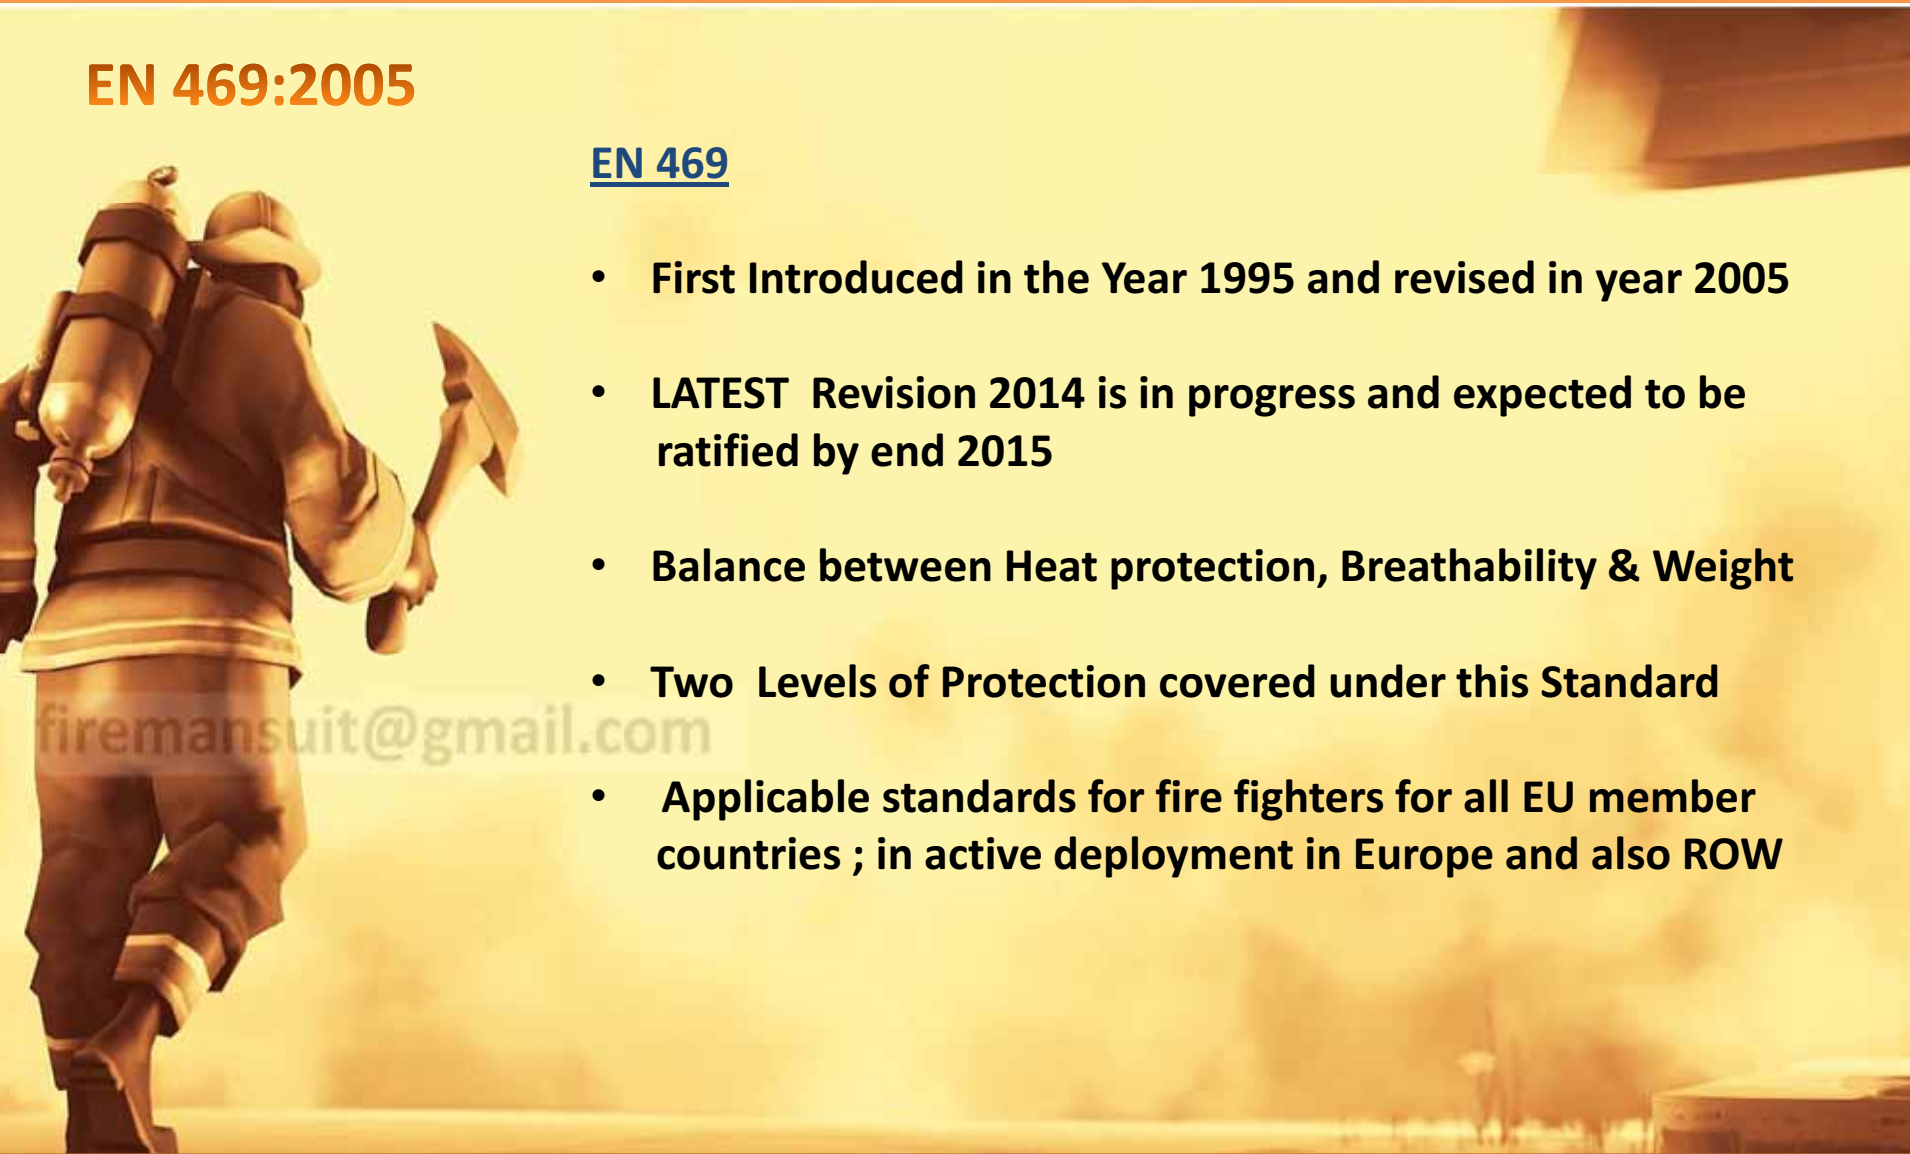 EN 469:2005
EN 469
• First Introduced in the Year 1995 and revised in year 2005
• LATEST Revision 2014 is in progress and expected to be
ratified by end 2015
• Balance between Heat protection, Breathability & Weight
• Two Levels of Protection covered under this Standard
firemansuit@gmail.com
• Applicable standards for fire fighters for all EU member
countries ; in active deployment in Europe and also ROW